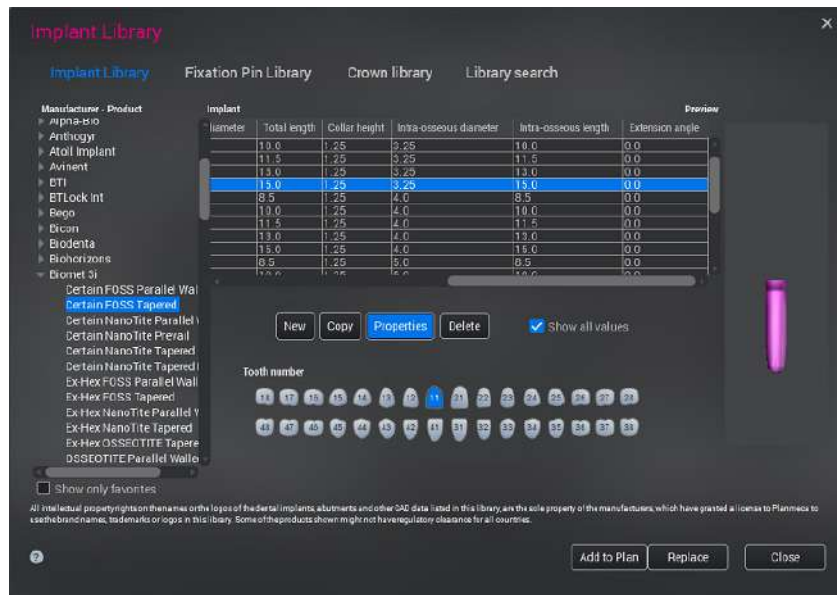 Implant Library
Implant Library Fixation Pin Library Crown library Library search
Manufacturer - Product Implant Preview
Alpha-Bio
Anthogyr
Atoll Implant
Avinent
BTI
BTLock Int
Bego
Bicon
Biodenta
Biohorizons
Biomet 3i
Certain FOSS Parallel Wal
Certain FOSS Tapered
Certain NanoTite Parallel
Certain NanoTite Prevail
Certain NanoTite Tapered
Certain NanoTite Tapered
Ex-Hex FOSS Parallel Wall
Ex-Hex FOSS Tapered
Ex-Hex NanoTite Parallel
Ex-Hex NanoTite Tapered
Ex-Hex OSSEOTITE Tapere
OSSEOTITE Parallel Walle
Show only favorites
iameter Total length Collar height Intra-osseous diameter Intra-osseous length Extension angle
10.0 1.25 3.25 10.0 0.0
11.5 1.25 3.25 11.5 0.0
13.0 1.25 3.25 13.0 0.0
15.0 1.25 3.25 15.0 0.0
8.5 1.25 4.0 8.5 0.0
10.0 1.25 4.0 10.0 0.0
11.5 1.25 4.0 11.5 0.0
13.0 1.25 4.0 13.0 0.0
15.0 1.25 4.0 15.0 0.0
8.5 1.25 5.0 8.5 0.0
10.0 1.25 5.0 10.0 0.0
New Copy Properties Delete Show all values
Tooth number
18 17 16 15 14 13 12 11 21 22 23 24 25 26 27 28
48 47 46 45 44 43 42 41 31 32 33 34 35 36 37 38
All intellectual property rights on the names or the logos of the dental implants, abutments and other CAD data listed in this library, are the sole property of the manufacturers, which have granted a license to Planmeca to
use the brand names, trademarks or logos in this library. Some of the products shown might not have regulatory clearance for all countries.
Add to Plan Replace Close